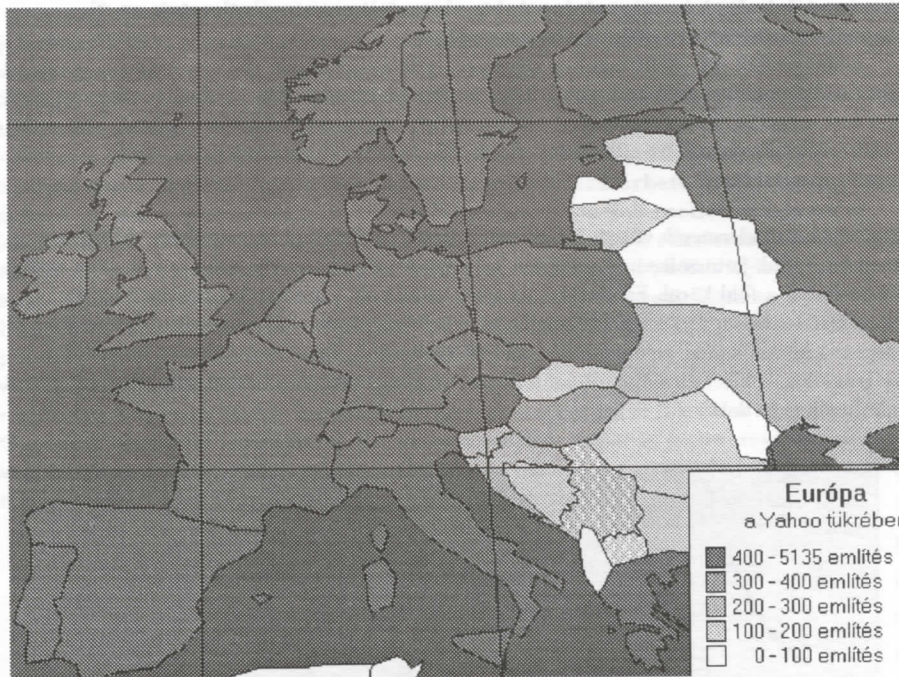 Európa
a Yahoo tükrében
400 - 5135 említés
300 - 400 említés
200 - 300 említés
100 - 200 említés
0 - 100 említés